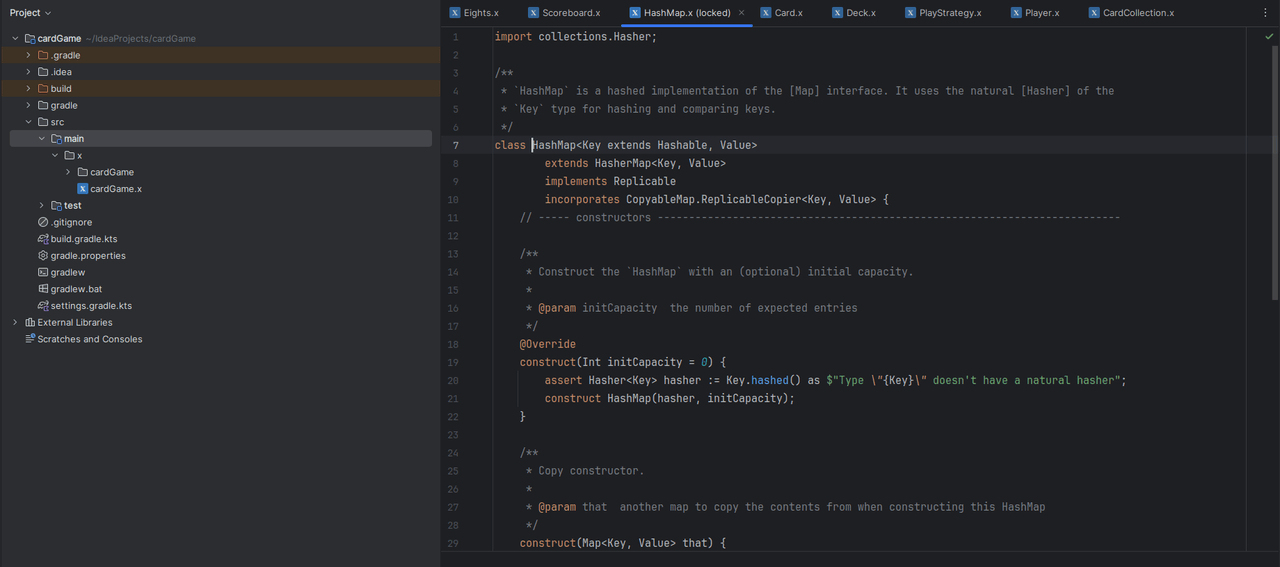 Project
cardGame ~/IdeaProjects/cardGame
.gradle
.idea
build
gradle
src
main
x
cardGame
cardGame.x
test
.gitignore
build.gradle.kts
gradle.properties
gradlew
gradlew.bat
settings.gradle.kts
External Libraries
Scratches and Consoles
Eights.x Scoreboard.x HashMap.x (locked) Card.x Deck.x PlayStrategy.x Player.x CardCollection.x
1 import collections.Hasher;
2
3 /**
4 * `HashMap` is a hashed implementation of the [Map] interface. It uses the natural [Hasher] of the
5 * `Key` type for hashing and comparing keys.
6 */
7 class HashMap<Key extends Hashable, Value>
8 extends HasherMap<Key, Value>
9 implements Replicable
10 incorporates CopyableMap.ReplicableCopier<Key, Value> {
11 // ----- constructors --------------------------------------------------------------------------
12
13 /**
14 * Construct the `HashMap` with an (optional) initial capacity.
15 *
16 * @param initCapacity  the number of expected entries
17 */
18 @Override
19 construct(Int initCapacity = 0) {
20 assert Hasher<Key> hasher := Key.hashed() as $"Type \"{Key}\" doesn't have a natural hasher";
21 construct HashMap(hasher, initCapacity);
22 }
23
24 /**
25 * Copy constructor.
26 *
27 * @param that  another map to copy the contents from when constructing this HashMap
28 */
29 construct(Map<Key, Value> that) {